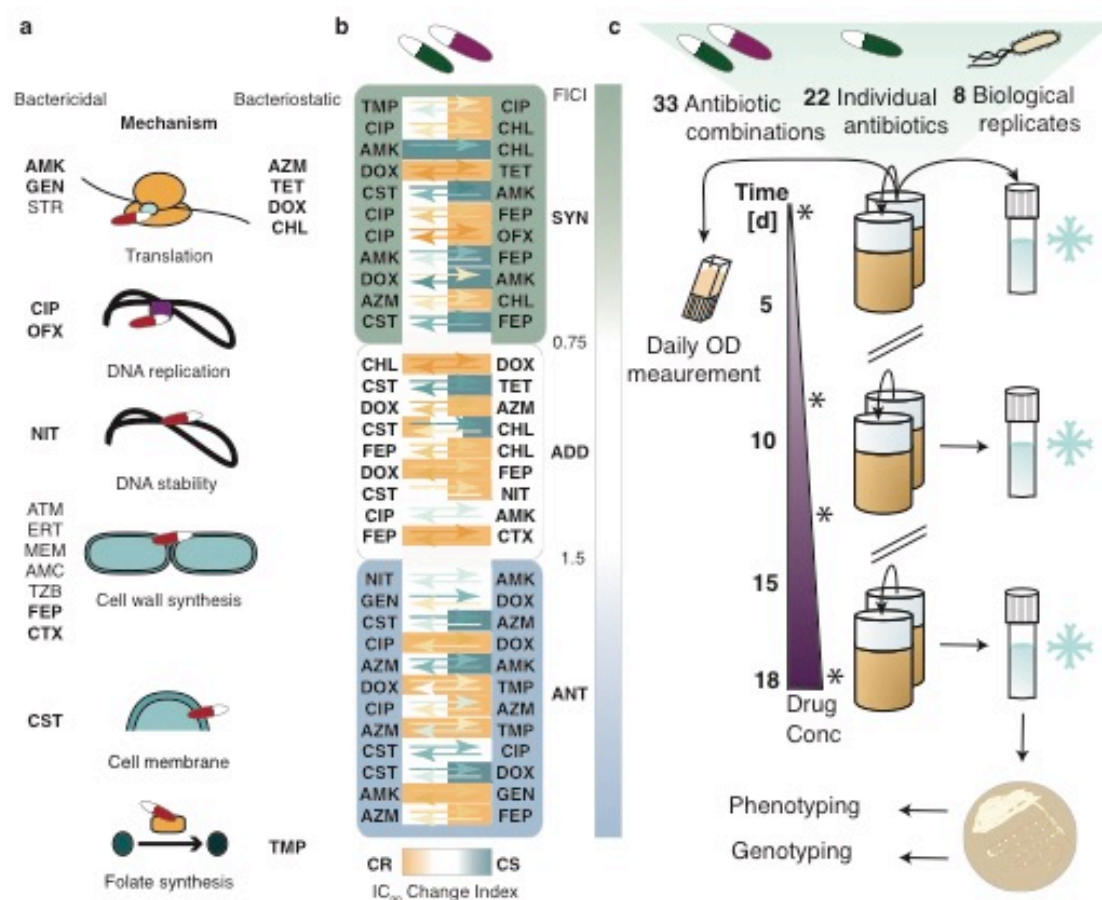 a
Bactericidal
Bacteriostatic
Mechanism
AMK
GEN
STR
AZM
TET
DOX
CHL
Translation
CIP
OFX
DNA replication
NIT
DNA stability
ATM
ERT
MEM
AMC
TZB
FEP
CTX
Cell wall synthesis
CST
Cell membrane
TMP
Folate synthesis
b
FICI
TMP CIP
CIP CHL
AMK CHL
DOX TET
CST AMK
CIP FEP
CIP OFX
AMK FEP
DOX AMK
AZM CHL
CST FEP
SYN
0.75
CHL DOX
CST TET
DOX AZM
CST CHL
FEP CHL
DOX FEP
CST NIT
CIP AMK
FEP CTX
ADD
1.5
NIT AMK
GEN DOX
CST AZM
CIP DOX
AZM AMK
DOX TMP
CIP AZM
AZM TMP
CST CIP
CST DOX
AMK GEN
AZM FEP
ANT
CR CS
IC90 Change Index
c
33 Antibiotic
combinations
22 Individual
antibiotics
8 Biological
replicates
Time
[d]
*
5
Daily OD
meaurement
*
10
*
15
18 *
Drug
Conc
Phenotyping
Genotyping